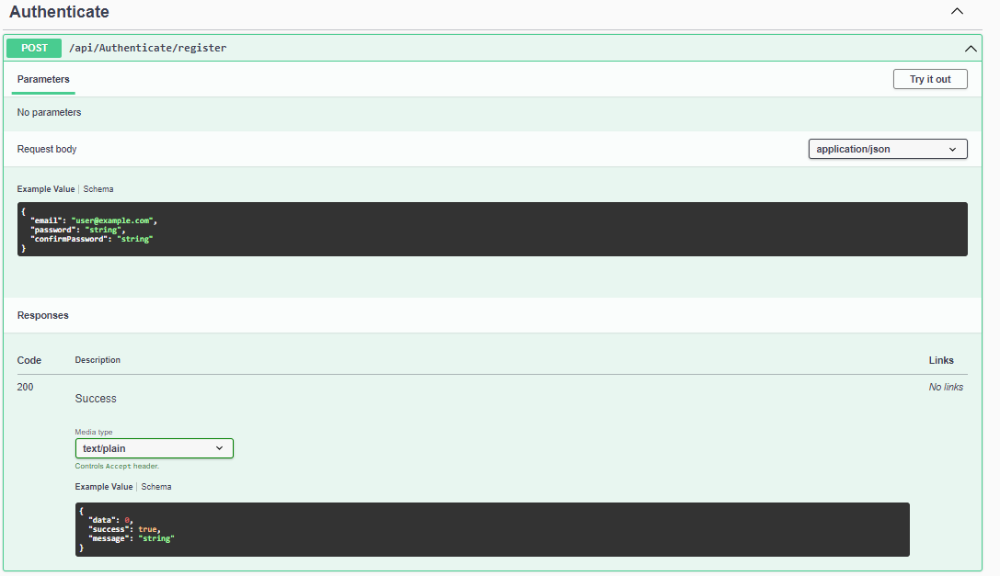 Authenticate
POST /api/Authenticate/register
Parameters Try it out
No parameters
Request body application/json
Example Value Schema
{
  "email": "user@example.com",
  "password": "string",
  "confirmPassword": "string"
}
Responses
Code Description Links
200 No links
Success
Media type
text/plain
Controls Accept header.
Example Value Schema
{
  "data": 0,
  "success": true,
  "message": "string"
}